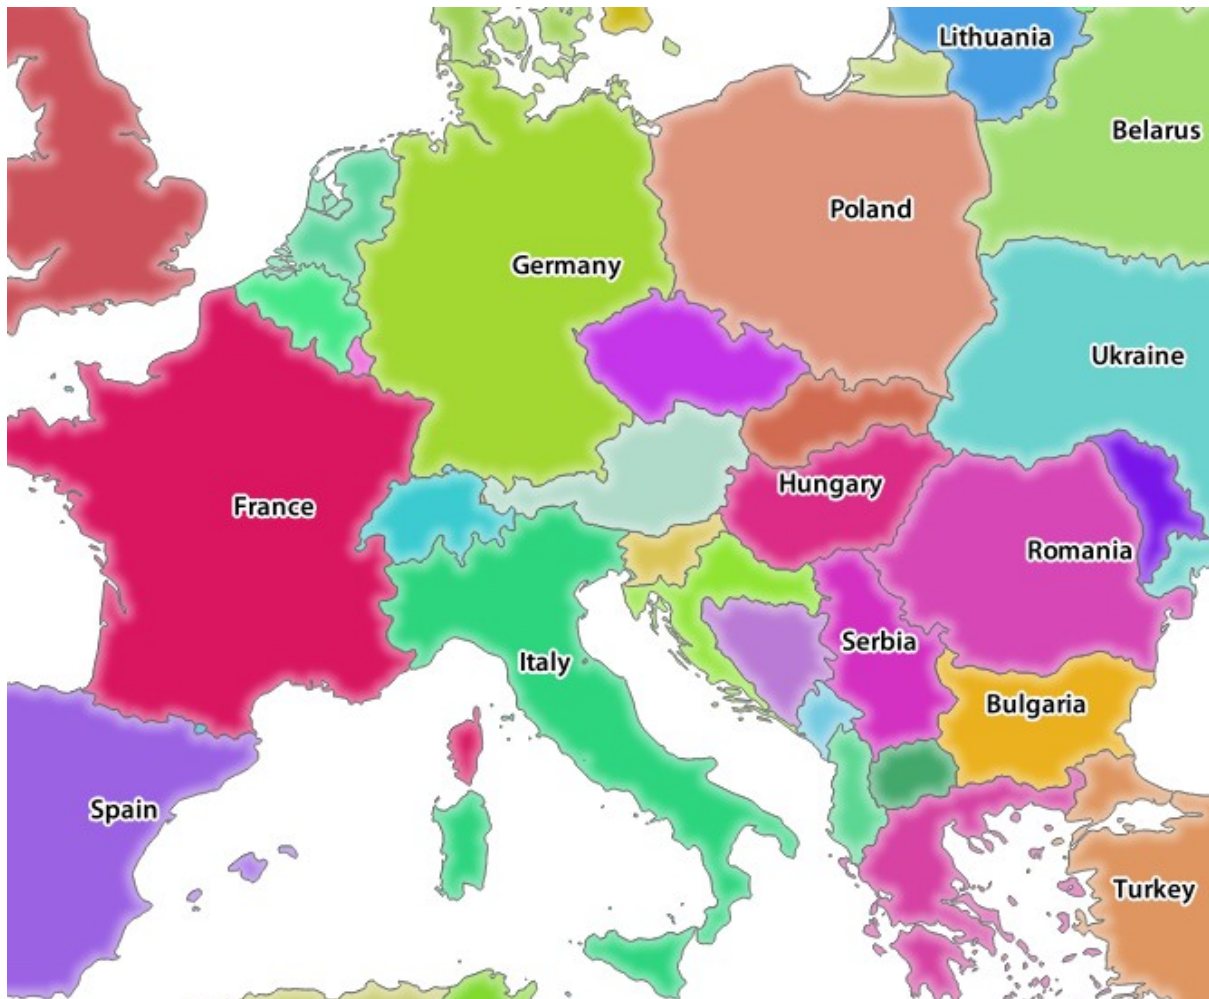 Lithuania
Belarus
Poland
Germany
Ukraine
Hungary
France
Romania
Serbia
Italy
Bulgaria
Spain
Turkey